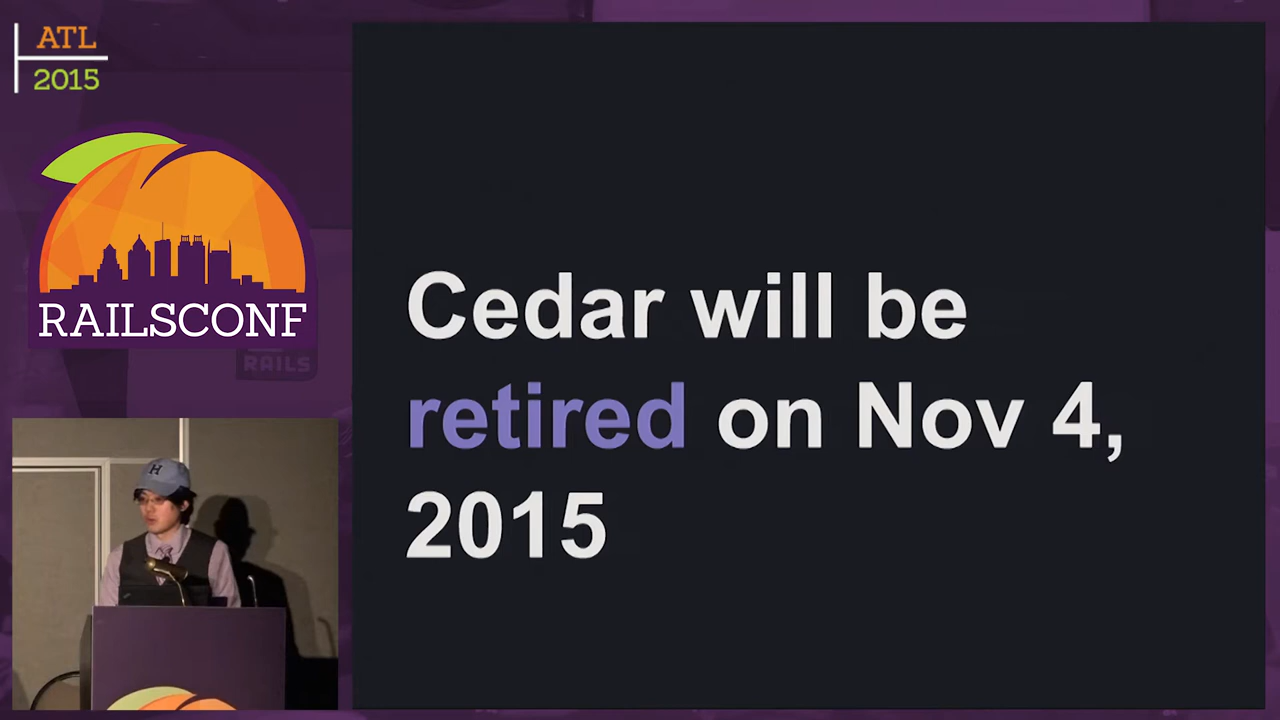 ATL
2015
RAILSCONF
RAILS
H
Cedar will be
retired on Nov 4,
2015